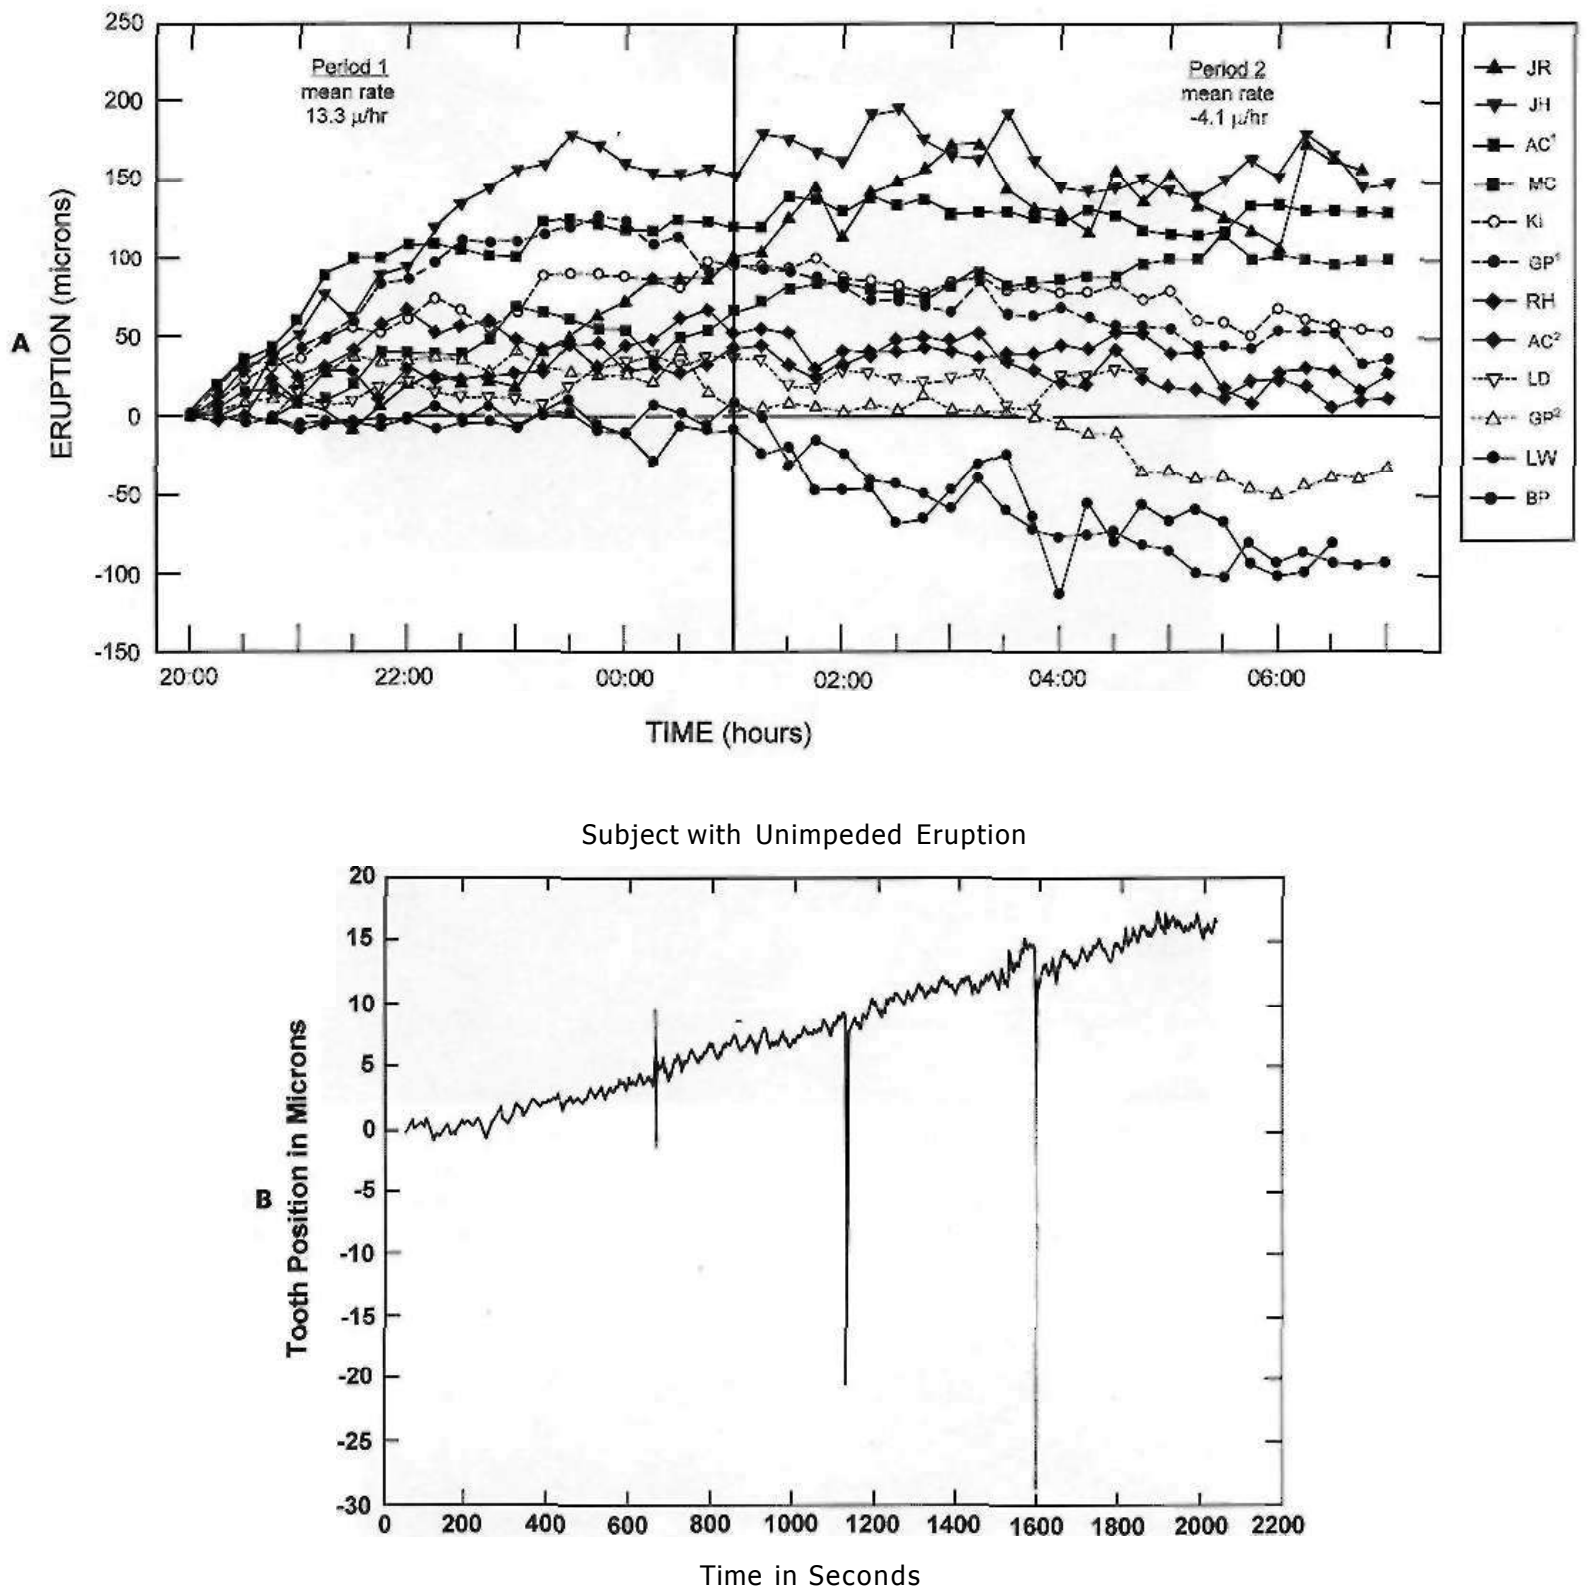 250
200
150
100
50
0
-50
-100
-150
ERUPTION (microns)
A
Period 1
mean rate
13.3 μ/hr
Period 2
mean rate
-4.1 μ/hr
20:00 22:00 00:00 02:00 04:00 06:00
TIME (hours)
JR
JH
AC¹
MC
KI
GP¹
RH
AC²
LD
GP²
LW
BP
Subject with Unimpeded Eruption
20
15
10
5
0
-5
-10
-15
-20
-25
-30
B
Tooth Position in Microns
0 200 400 600 800 1000 1200 1400 1600 1800 2000 2200
Time in Seconds